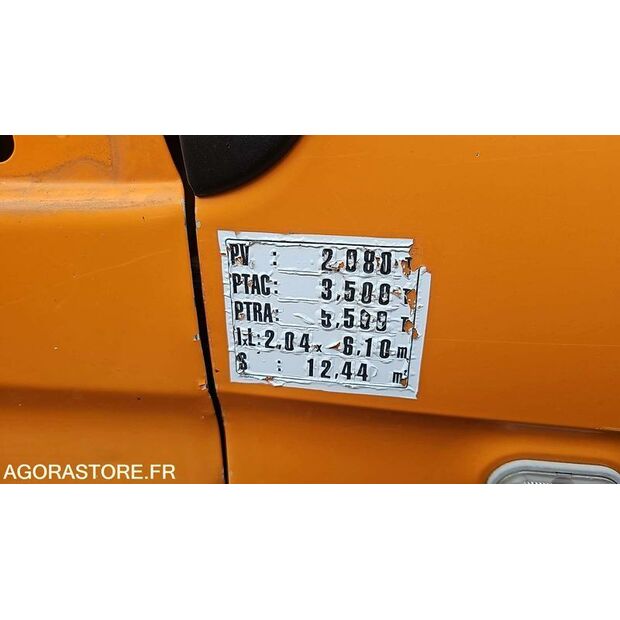 PV : 2,080 T
PTAC: 3,500 T
PTRA: 5,500 T
l.L: 2,04 x 6,10 m
S : 12,44 m²
AGORASTORE.FR